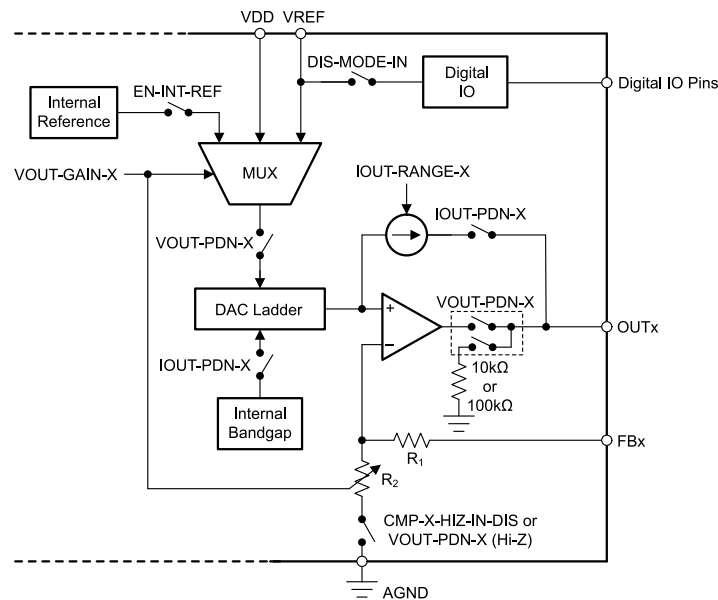 VDD VREF
DIS-MODE-IN
Digital
IO
Digital IO Pins
EN-INT-REF
Internal
Reference
MUX
VOUT-GAIN-X
IOUT-RANGE-X
IOUT-PDN-X
VOUT-PDN-X
DAC Ladder
VOUT-PDN-X
+
−
OUTx
IOUT-PDN-X
10kΩ
or
100kΩ
Internal
Bandgap
FBx
R1
R2
CMP-X-HIZ-IN-DIS or
VOUT-PDN-X (Hi-Z)
AGND